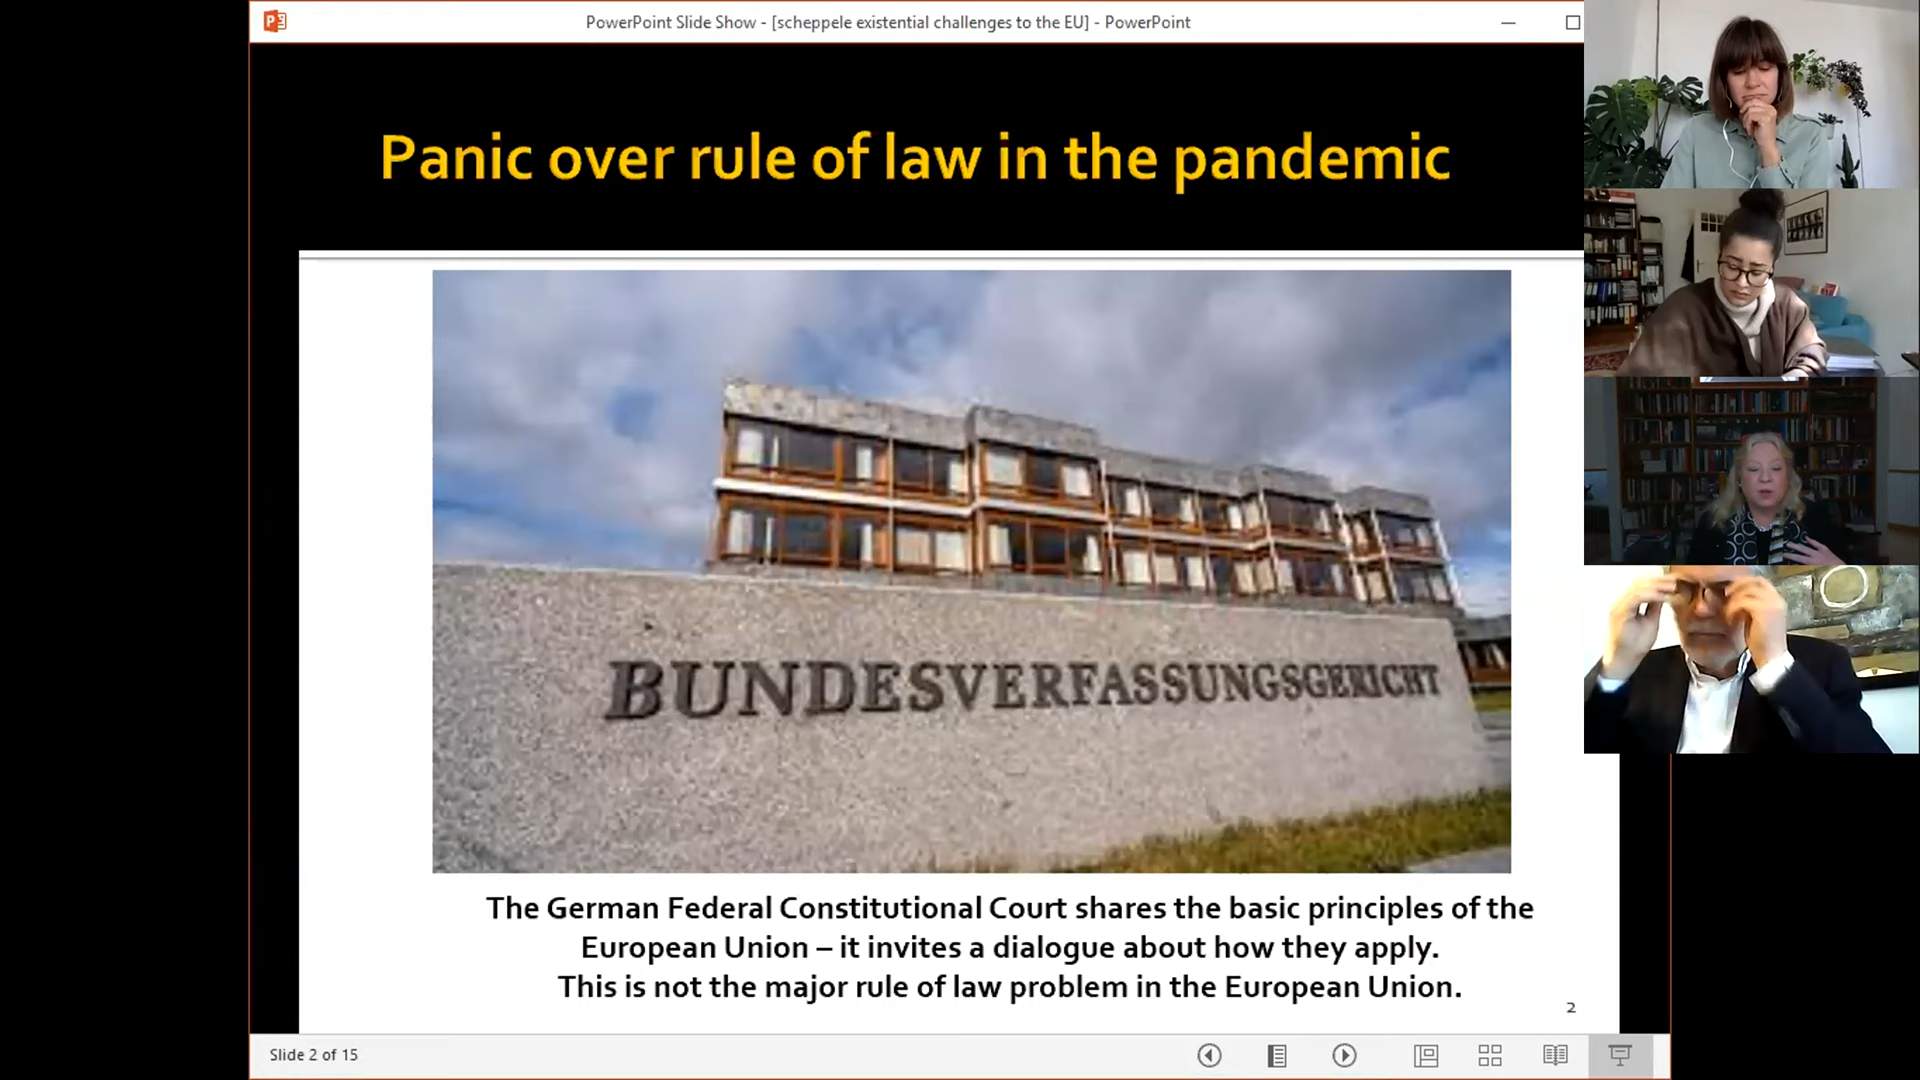 PowerPoint Slide Show - [scheppele existential challenges to the EU] - PowerPoint
Panic over rule of law in the pandemic
BUNDESVERFASSUNGSGERICHT
The German Federal Constitutional Court shares the basic principles of the
European Union – it invites a dialogue about how they apply.
This is not the major rule of law problem in the European Union.
2
Slide 2 of 15